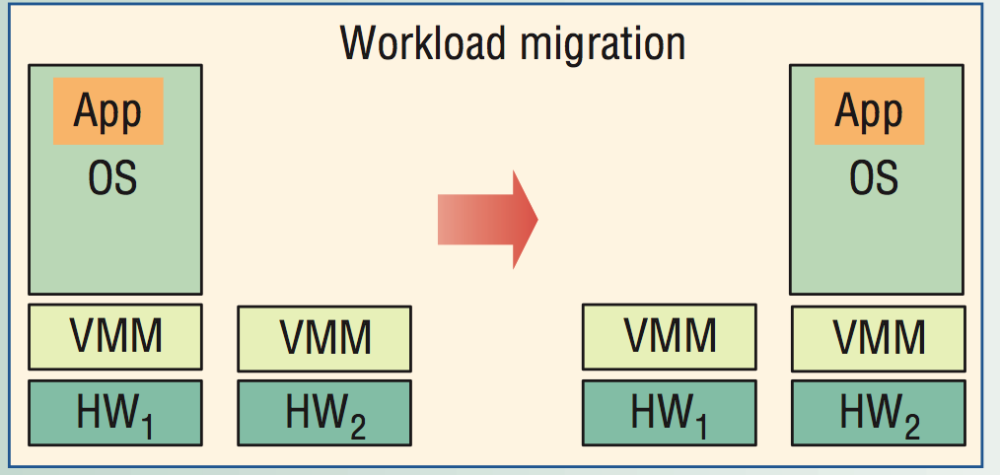 Workload migration
App
OS
VMM
HW1
VMM
HW2
VMM
HW1
App
OS
VMM
HW2